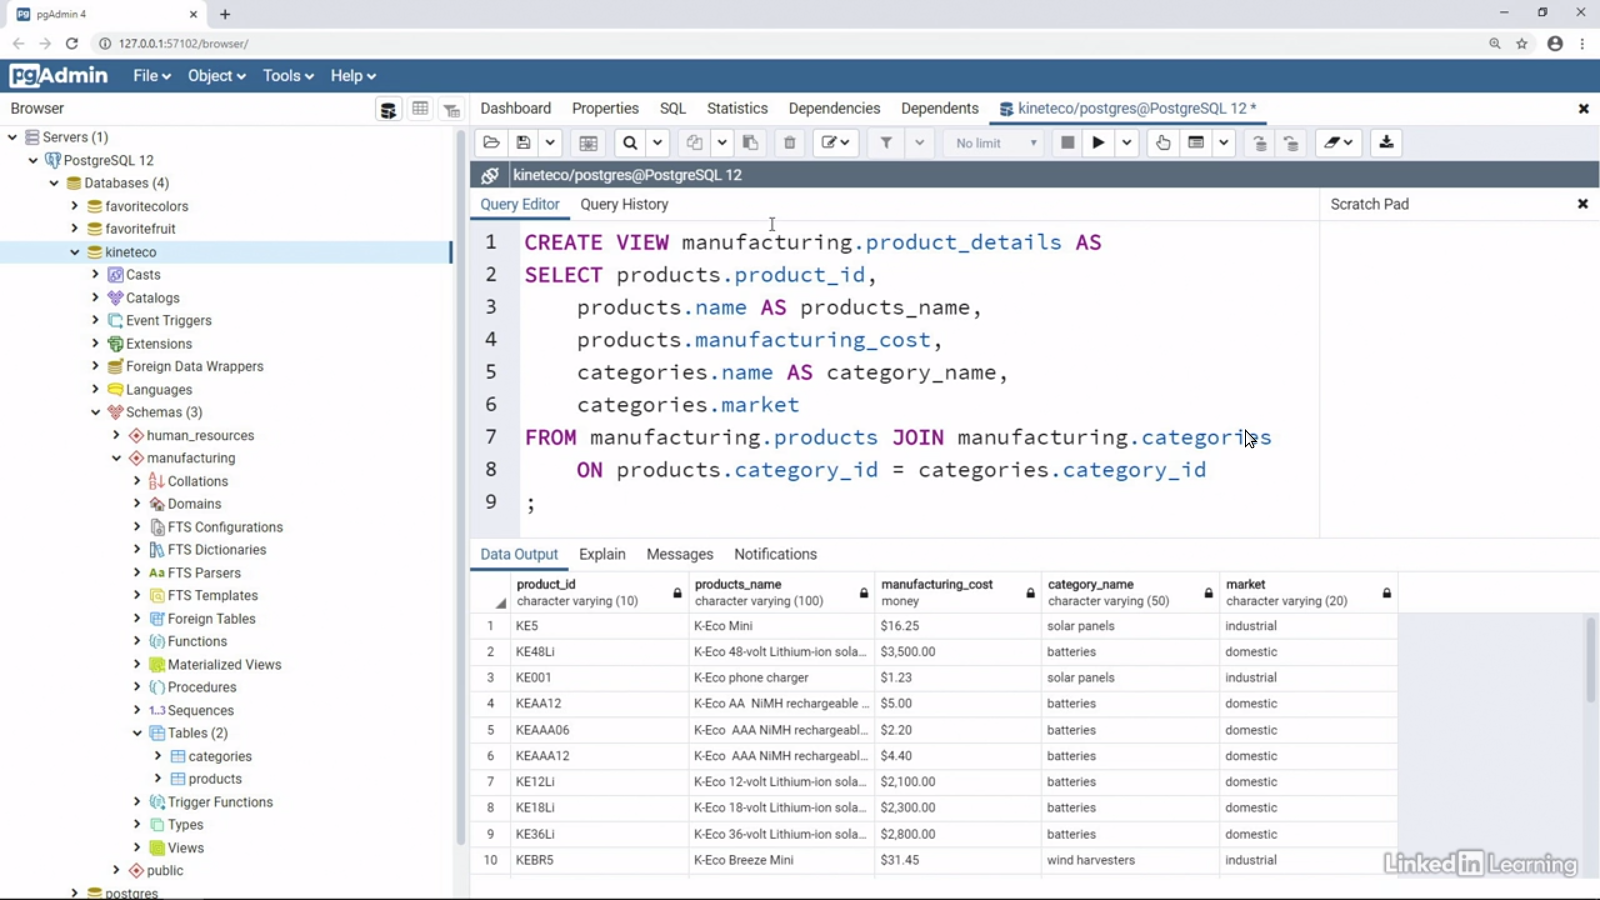 pgAdmin 4
127.0.0.1:57102/browser/
pgAdmin File Object Tools Help
Browser
Dashboard Properties SQL Statistics Dependencies Dependents kineteco/postgres@PostgreSQL 12 *
No limit
kineteco/postgres@PostgreSQL 12
Servers (1)
PostgreSQL 12
Databases (4)
favoritecolors
favoritefruit
kineteco
Casts
Catalogs
Event Triggers
Extensions
Foreign Data Wrappers
Languages
Schemas (3)
human_resources
manufacturing
Collations
Domains
FTS Configurations
FTS Dictionaries
FTS Parsers
FTS Templates
Foreign Tables
Functions
Materialized Views
Procedures
Sequences
Tables (2)
categories
products
Trigger Functions
Types
Views
public
postgres
Query Editor Query History
Scratch Pad
1 CREATE VIEW manufacturing.product_details AS
2 SELECT products.product_id,
3 products.name AS products_name,
4 products.manufacturing_cost,
5 categories.name AS category_name,
6 categories.market
7 FROM manufacturing.products JOIN manufacturing.categories
8 ON products.category_id = categories.category_id
9 ;
Data Output Explain Messages Notifications
product_id products_name manufacturing_cost category_name market
character varying (10) character varying (100) money character varying (50) character varying (20)
1 KE5 K-Eco Mini $16.25 solar panels industrial
2 KE48Li K-Eco 48-volt Lithium-ion sola... $3,500.00 batteries domestic
3 KE001 K-Eco phone charger $1.23 solar panels industrial
4 KEAA12 K-Eco AA NiMH rechargeable ... $5.00 batteries domestic
5 KEAAA06 K-Eco AAA NiMH rechargeabl... $2.20 batteries domestic
6 KEAAA12 K-Eco AAA NiMH rechargeabl... $4.40 batteries domestic
7 KE12Li K-Eco 12-volt Lithium-ion sola... $2,100.00 batteries domestic
8 KE18Li K-Eco 18-volt Lithium-ion sola... $2,300.00 batteries domestic
9 KE36Li K-Eco 36-volt Lithium-ion sola... $2,800.00 batteries domestic
10 KEBR5 K-Eco Breeze Mini $31.45 wind harvesters industrial
Linked in Learning